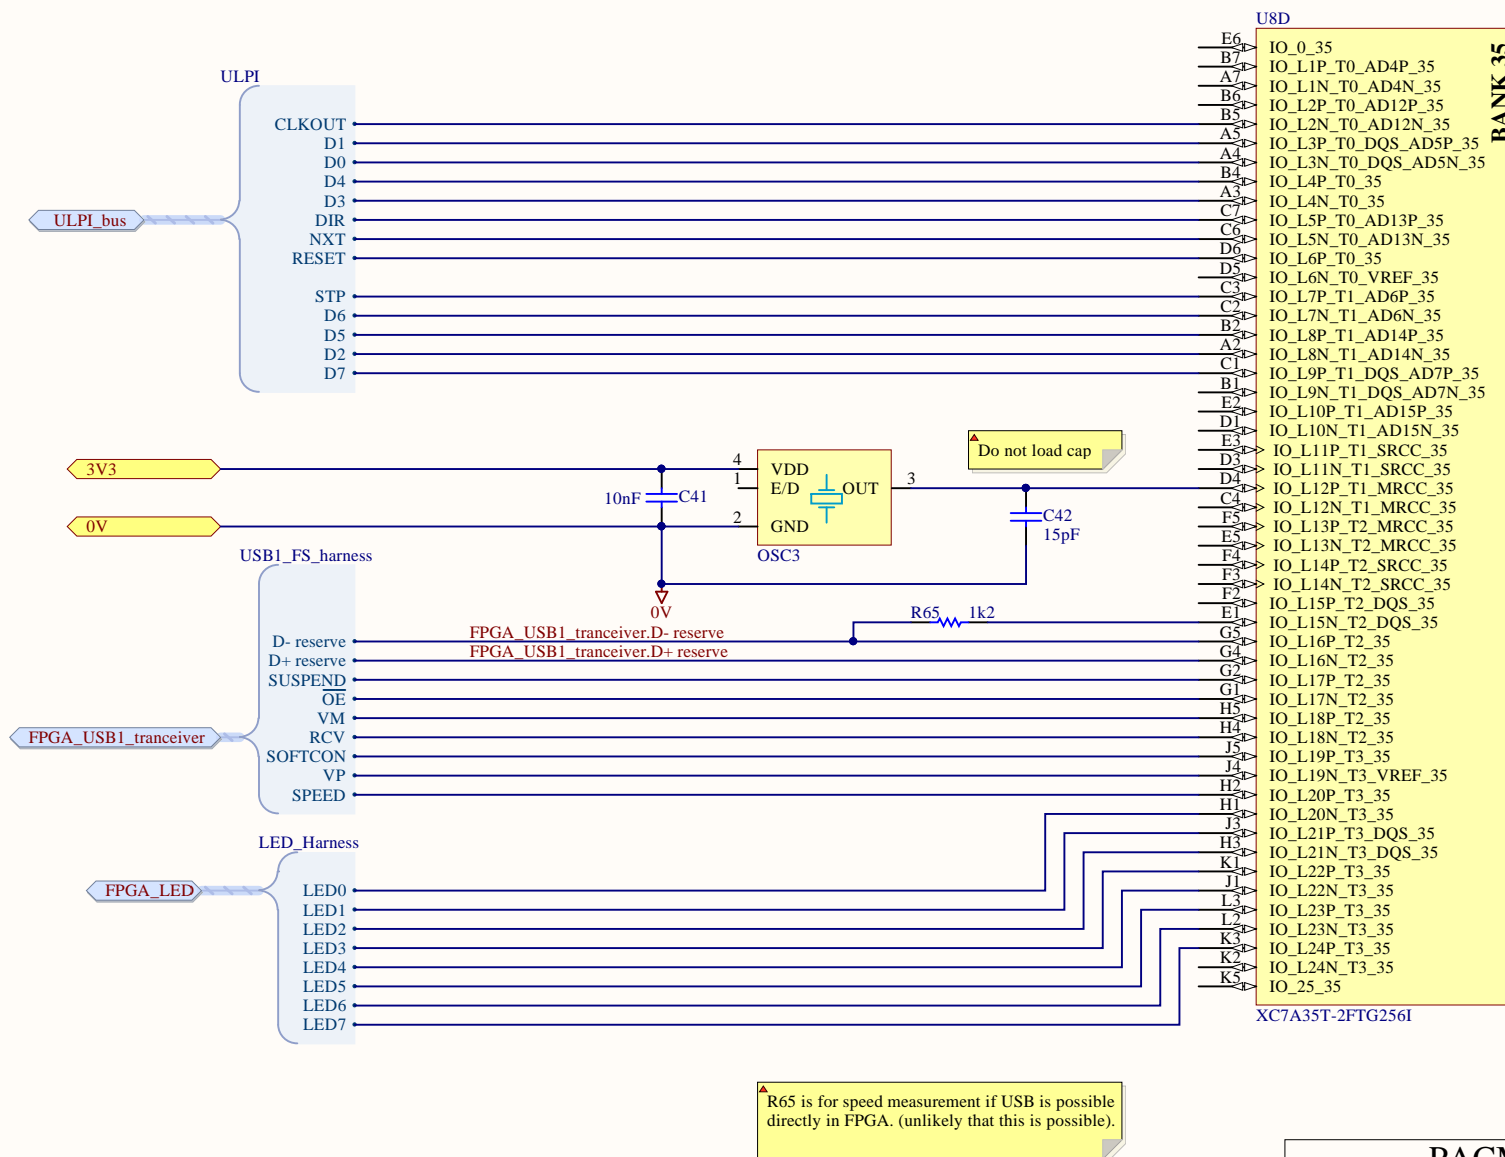 U8D
BANK 35
E6 IO_0_35
B7 IO_L1P_T0_AD4P_35
A7 IO_L1N_T0_AD4N_35
B6 IO_L2P_T0_AD12P_35
B5 IO_L2N_T0_AD12N_35
A5 IO_L3P_T0_DQS_AD5P_35
A4 IO_L3N_T0_DQS_AD5N_35
B4 IO_L4P_T0_35
A3 IO_L4N_T0_35
C7 IO_L5P_T0_AD13P_35
C6 IO_L5N_T0_AD13N_35
D6 IO_L6P_T0_35
D5 IO_L6N_T0_VREF_35
C3 IO_L7P_T1_AD6P_35
C2 IO_L7N_T1_AD6N_35
B2 IO_L8P_T1_AD14P_35
A2 IO_L8N_T1_AD14N_35
C1 IO_L9P_T1_DQS_AD7P_35
B1 IO_L9N_T1_DQS_AD7N_35
E2 IO_L10P_T1_AD15P_35
D1 IO_L10N_T1_AD15N_35
E3 IO_L11P_T1_SRCC_35
D3 IO_L11N_T1_SRCC_35
D4 IO_L12P_T1_MRCC_35
C4 IO_L12N_T1_MRCC_35
F5 IO_L13P_T2_MRCC_35
E5 IO_L13N_T2_MRCC_35
F4 IO_L14P_T2_SRCC_35
F3 IO_L14N_T2_SRCC_35
F2 IO_L15P_T2_DQS_35
E1 IO_L15N_T2_DQS_35
G5 IO_L16P_T2_35
G4 IO_L16N_T2_35
G2 IO_L17P_T2_35
G1 IO_L17N_T2_35
H5 IO_L18P_T2_35
H4 IO_L18N_T2_35
J5 IO_L19P_T3_35
J4 IO_L19N_T3_VREF_35
H2 IO_L20P_T3_35
H1 IO_L20N_T3_35
J3 IO_L21P_T3_DQS_35
H3 IO_L21N_T3_DQS_35
K1 IO_L22P_T3_35
J1 IO_L22N_T3_35
L3 IO_L23P_T3_35
L2 IO_L23N_T3_35
K3 IO_L24P_T3_35
K2 IO_L24N_T3_35
K5 IO_25_35
XC7A35T-2FTG256I
ULPI
CLKOUT
D1
D0
D4
D3
DIR
NXT
RESET
STP
D6
D5
D2
D7
ULPI_bus
3V3
0V
10nF C41
4 VDD
1 E/D
2 GND
OUT 3
OSC3
Do not load cap
C42
15pF
0V
R65 1k2
USB1_FS_harness
FPGA_USB1_tranceiver.D- reserve
FPGA_USB1_tranceiver.D+ reserve
D- reserve
D+ reserve
SUSPEND
OE
VM
RCV
SOFTCON
VP
SPEED
FPGA_USB1_tranceiver
LED_Harness
FPGA_LED
LED0
LED1
LED2
LED3
LED4
LED5
LED6
LED7
R65 is for speed measurement if USB is possible
directly in FPGA. (unlikely that this is possible).